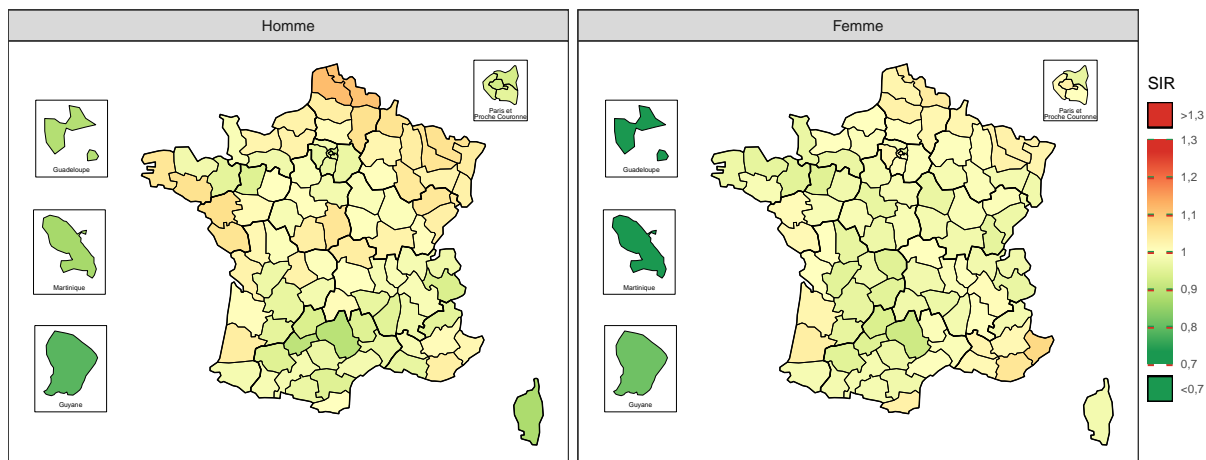 Homme
Femme
Paris et
Proche Couronne
Guadeloupe
Martinique
Guyane
Paris et
Proche Couronne
Guadeloupe
Martinique
Guyane
SIR
>1,3
1,3
1,2
1,1
1
0,9
0,8
0,7
<0,7